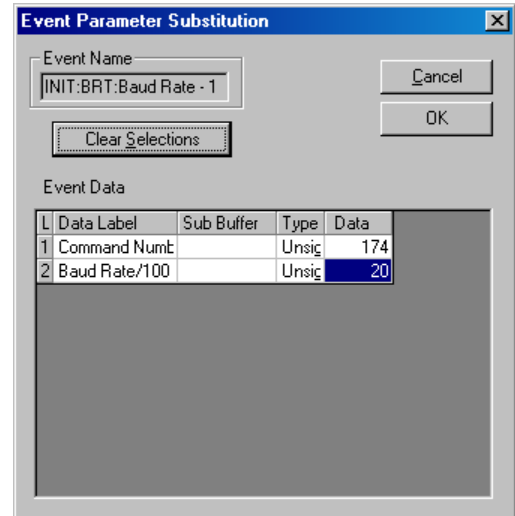 Event Parameter Substitution
Event Name
INIT:BRT:Baud Rate - 1
Cancel
OK
Clear Selections
Event Data
L Data Label Sub Buffer Type Data
1 Command Numb Unsig 174
2 Baud Rate/100 Unsig 20